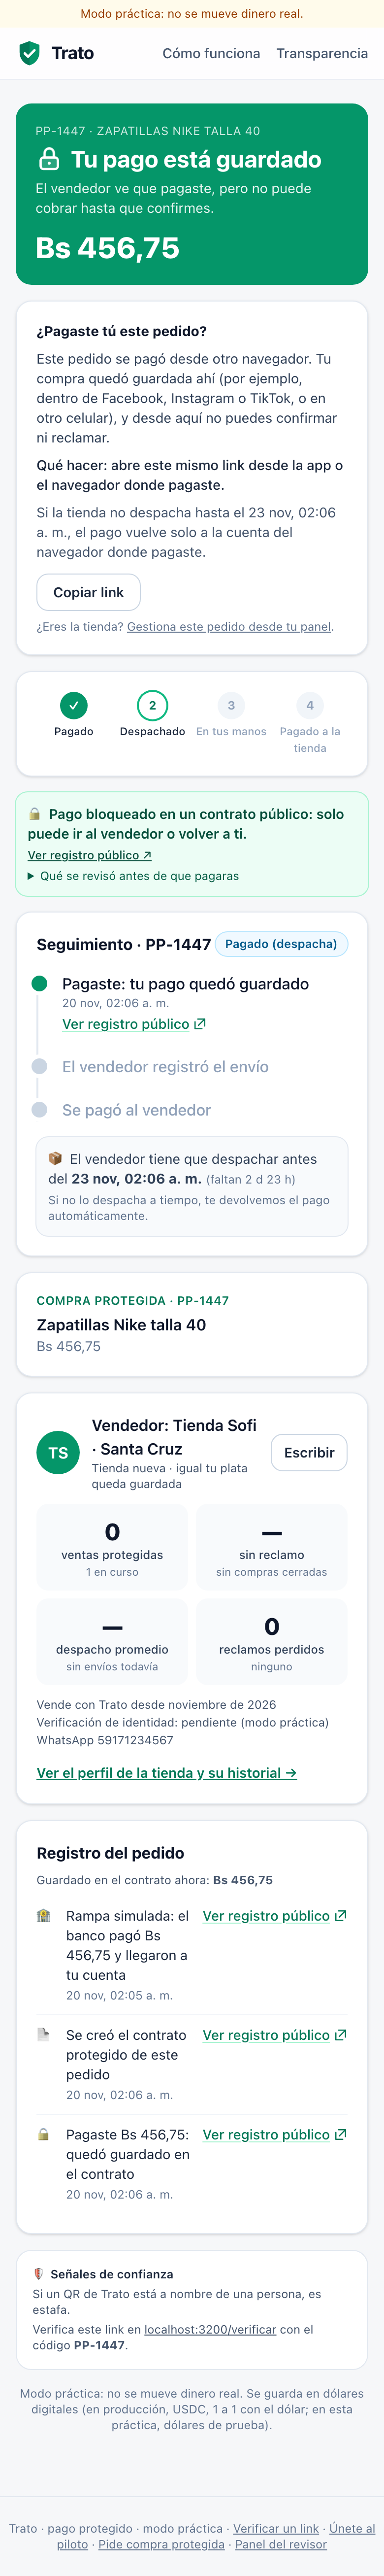 Modo práctica: no se mueve dinero real.
Trato
Cómo funciona
Transparencia
PP-1447 · ZAPATILLAS NIKE TALLA 40
Tu pago está guardado
El vendedor ve que pagaste, pero no puede
cobrar hasta que confirmes.
Bs 456,75
¿Pagaste tú este pedido?
Este pedido se pagó desde otro navegador. Tu
compra quedó guardada ahí (por ejemplo,
dentro de Facebook, Instagram o TikTok, o en
otro celular), y desde aquí no puedes confirmar
ni reclamar.
Qué hacer: abre este mismo link desde la app o
el navegador donde pagaste.
Si la tienda no despacha hasta el 23 nov, 02:06
a. m., el pago vuelve solo a la cuenta del
navegador donde pagaste.
Copiar link
¿Eres la tienda? Gestiona este pedido desde tu panel.
Pagado
2
Despachado
3
En tus manos
4
Pagado a la
tienda
Pago bloqueado en un contrato público: solo
puede ir al vendedor o volver a ti.
Ver registro público ↗
▶ Qué se revisó antes de que pagaras
Seguimiento · PP-1447
Pagado (despacha)
Pagaste: tu pago quedó guardado
20 nov, 02:06 a. m.
Ver registro público
El vendedor registró el envío
Se pagó al vendedor
El vendedor tiene que despachar antes
del 23 nov, 02:06 a. m. (faltan 2 d 23 h)
Si no lo despacha a tiempo, te devolvemos el pago
automáticamente.
COMPRA PROTEGIDA · PP-1447
Zapatillas Nike talla 40
Bs 456,75
TS
Vendedor: Tienda Sofi
· Santa Cruz
Tienda nueva · igual tu plata
queda guardada
Escribir
0
ventas protegidas
1 en curso
—
sin reclamo
sin compras cerradas
—
despacho promedio
sin envíos todavía
0
reclamos perdidos
ninguno
Vende con Trato desde noviembre de 2026
Verificación de identidad: pendiente (modo práctica)
WhatsApp 59171234567
Ver el perfil de la tienda y su historial →
Registro del pedido
Guardado en el contrato ahora: Bs 456,75
Rampa simulada: el
banco pagó Bs
456,75 y llegaron a
tu cuenta
20 nov, 02:05 a. m.
Ver registro público
Se creó el contrato
protegido de este
pedido
20 nov, 02:06 a. m.
Ver registro público
Pagaste Bs 456,75:
quedó guardado en
el contrato
20 nov, 02:06 a. m.
Ver registro público
Señales de confianza
Si un QR de Trato está a nombre de una persona, es
estafa.
Verifica este link en localhost:3200/verificar con el
código PP-1447.
Modo práctica: no se mueve dinero real. Se guarda en dólares
digitales (en producción, USDC, 1 a 1 con el dólar; en esta
práctica, dólares de prueba).
Trato · pago protegido · modo práctica · Verificar un link · Únete al
piloto · Pide compra protegida · Panel del revisor